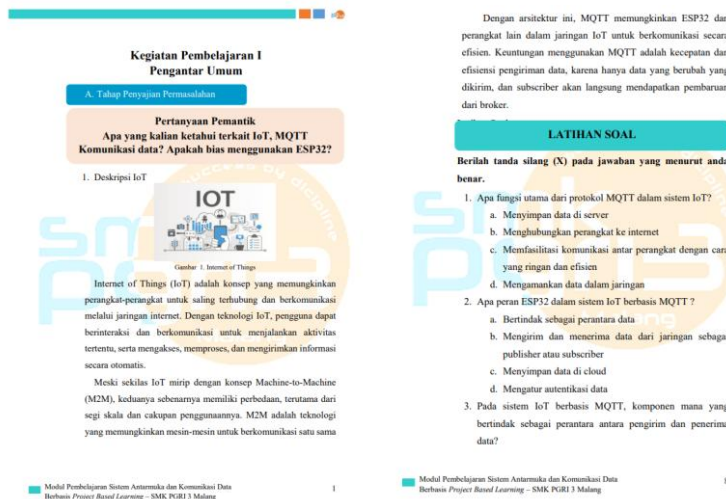 Kegiatan Pembelajaran I
Pengantar Umum
A. Tahap Penyajian Permasalahan
Pertanyaan Pemantik
Apa yang kalian ketahui terkait IoT, MQTT
Komunikasi data? Apakah bias menggunakan ESP32?
1. Deskripsi IoT
IOT
Gambar 1. Internet of Things
Internet of Things (IoT) adalah konsep yang memungkinkan
perangkat-perangkat untuk saling terhubung dan berkomunikasi
melalui jaringan internet. Dengan teknologi IoT, pengguna dapat
berinteraksi dan berkomunikasi untuk menjalankan aktivitas
tertentu, serta mengakses, memproses, dan mengirimkan informasi
secara otomatis.
Meski sekilas IoT mirip dengan konsep Machine-to-Machine
(M2M), keduanya sebenarnya memiliki perbedaan, terutama dari
segi skala dan cakupan penggunaannya. M2M adalah teknologi
yang memungkinkan mesin-mesin untuk berkomunikasi satu sama
Modul Pembelajaran Sistem Antarmuka dan Komunikasi Data
Berbasis Project Based Learning – SMK PGRI 3 Malang
1
Dengan arsitektur ini, MQTT memungkinkan ESP32 dan
perangkat lain dalam jaringan IoT untuk berkomunikasi secara
efisien. Keuntungan menggunakan MQTT adalah kecepatan dan
efisiensi pengiriman data, karena hanya data yang berubah yang
dikirim, dan subscriber akan langsung mendapatkan pembaruan
dari broker.
LATIHAN SOAL
Berilah tanda silang (X) pada jawaban yang menurut anda
benar.
1. Apa fungsi utama dari protokol MQTT dalam sistem IoT?
a. Menyimpan data di server
b. Menghubungkan perangkat ke internet
c. Memfasilitasi komunikasi antar perangkat dengan cara
yang ringan dan efisien
d. Mengamankan data dalam jaringan
2. Apa peran ESP32 dalam sistem IoT berbasis MQTT ?
a. Bertindak sebagai perantara data
b. Mengirim dan menerima data dari jaringan sebagai
publisher atau subscriber
c. Menyimpan data di cloud
d. Mengatur autentikasi data
3. Pada sistem IoT berbasis MQTT, komponen mana yang
bertindak sebagai perantara antara pengirim dan penerima
data?
Modul Pembelajaran Sistem Antarmuka dan Komunikasi Data
Berbasis Project Based Learning – SMK PGRI 3 Malang